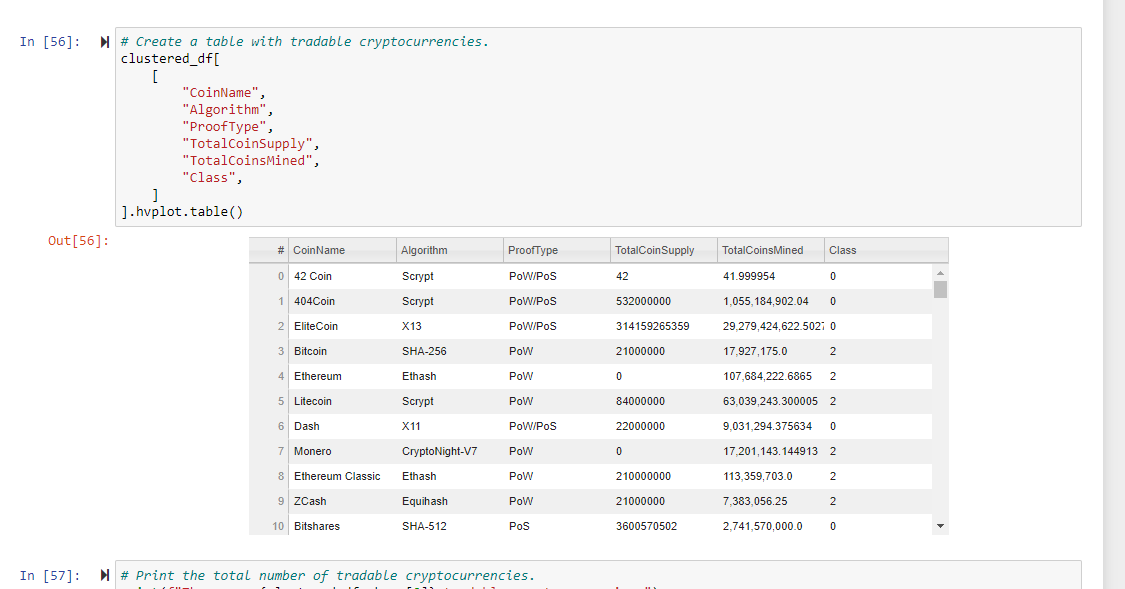 In [56]:
# Create a table with tradable cryptocurrencies.
clustered_df[
[
"CoinName",
"Algorithm",
"ProofType",
"TotalCoinSupply",
"TotalCoinsMined",
"Class",
]
].hvplot.table()
Out[56]:
# CoinName Algorithm ProofType TotalCoinSupply TotalCoinsMined Class
0 42 Coin Scrypt PoW/PoS 42 41.999954 0
1 404Coin Scrypt PoW/PoS 532000000 1,055,184,902.04 0
2 EliteCoin X13 PoW/PoS 314159265359 29,279,424,622.5027 0
3 Bitcoin SHA-256 PoW 21000000 17,927,175.0 2
4 Ethereum Ethash PoW 0 107,684,222.6865 2
5 Litecoin Scrypt PoW 84000000 63,039,243.300005 2
6 Dash X11 PoW/PoS 22000000 9,031,294.375634 0
7 Monero CryptoNight-V7 PoW 0 17,201,143.144913 2
8 Ethereum Classic Ethash PoW 210000000 113,359,703.0 2
9 ZCash Equihash PoW 21000000 7,383,056.25 2
10 Bitshares SHA-512 PoS 3600570502 2,741,570,000.0 0
In [57]:
# Print the total number of tradable cryptocurrencies.